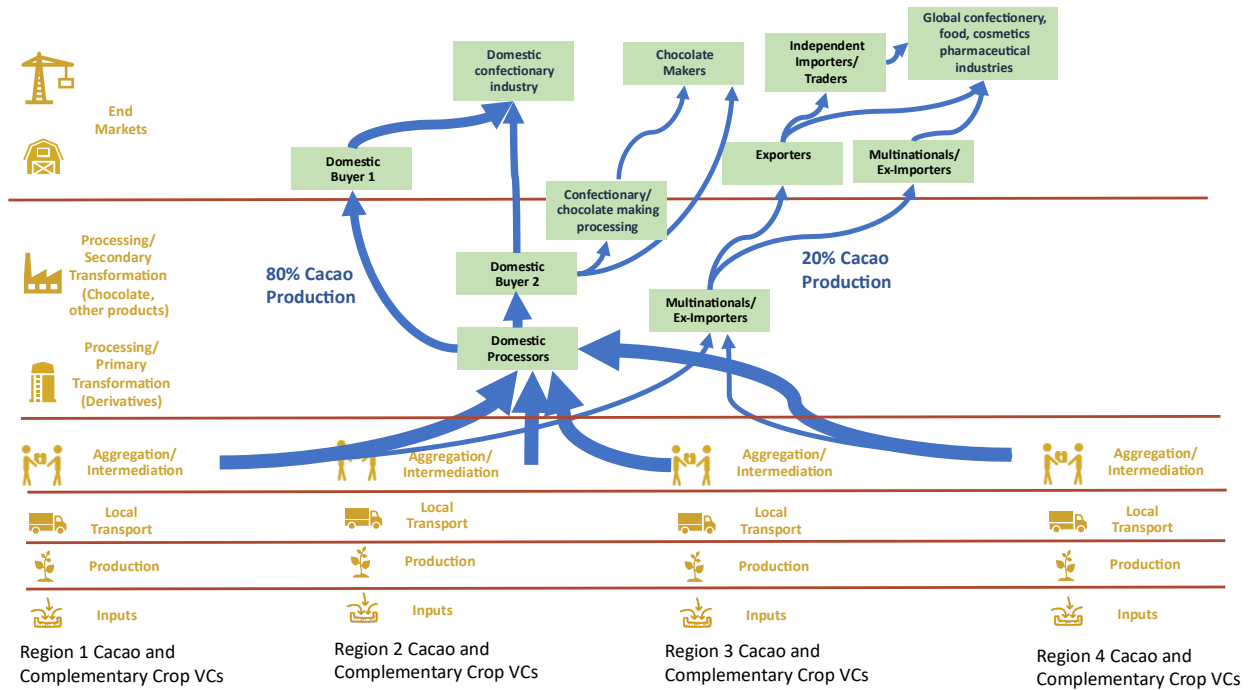 Global confectionery,
food, cosmetics
pharmaceutical
industries
Independent
Importers/
Traders
Domestic
confectionary
industry
Chocolate
Makers
End
Markets
Domestic
Buyer 1
Exporters
Multinationals/
Ex-Importers
Confectionary/
chocolate making
processing
Processing/
Secondary
Transformation
(Chocolate,
other products)
80% Cacao
Production
Domestic
Buyer 2
20% Cacao
Production
Multinationals/
Ex-Importers
Domestic
Processors
Processing/
Primary
Transformation
(Derivatives)
Aggregation/
Intermediation
Aggregation/
Intermediation
Aggregation/
Intermediation
Aggregation/
Intermediation
Local
Transport
Local
Transport
Local
Transport
Local
Transport
Production
Production
Production
Production
Inputs
Inputs
Inputs
Inputs
Region 1 Cacao and
Complementary Crop VCs
Region 2 Cacao and
Complementary Crop VCs
Region 3 Cacao and
Complementary Crop VCs
Region 4 Cacao and
Complementary Crop VCs